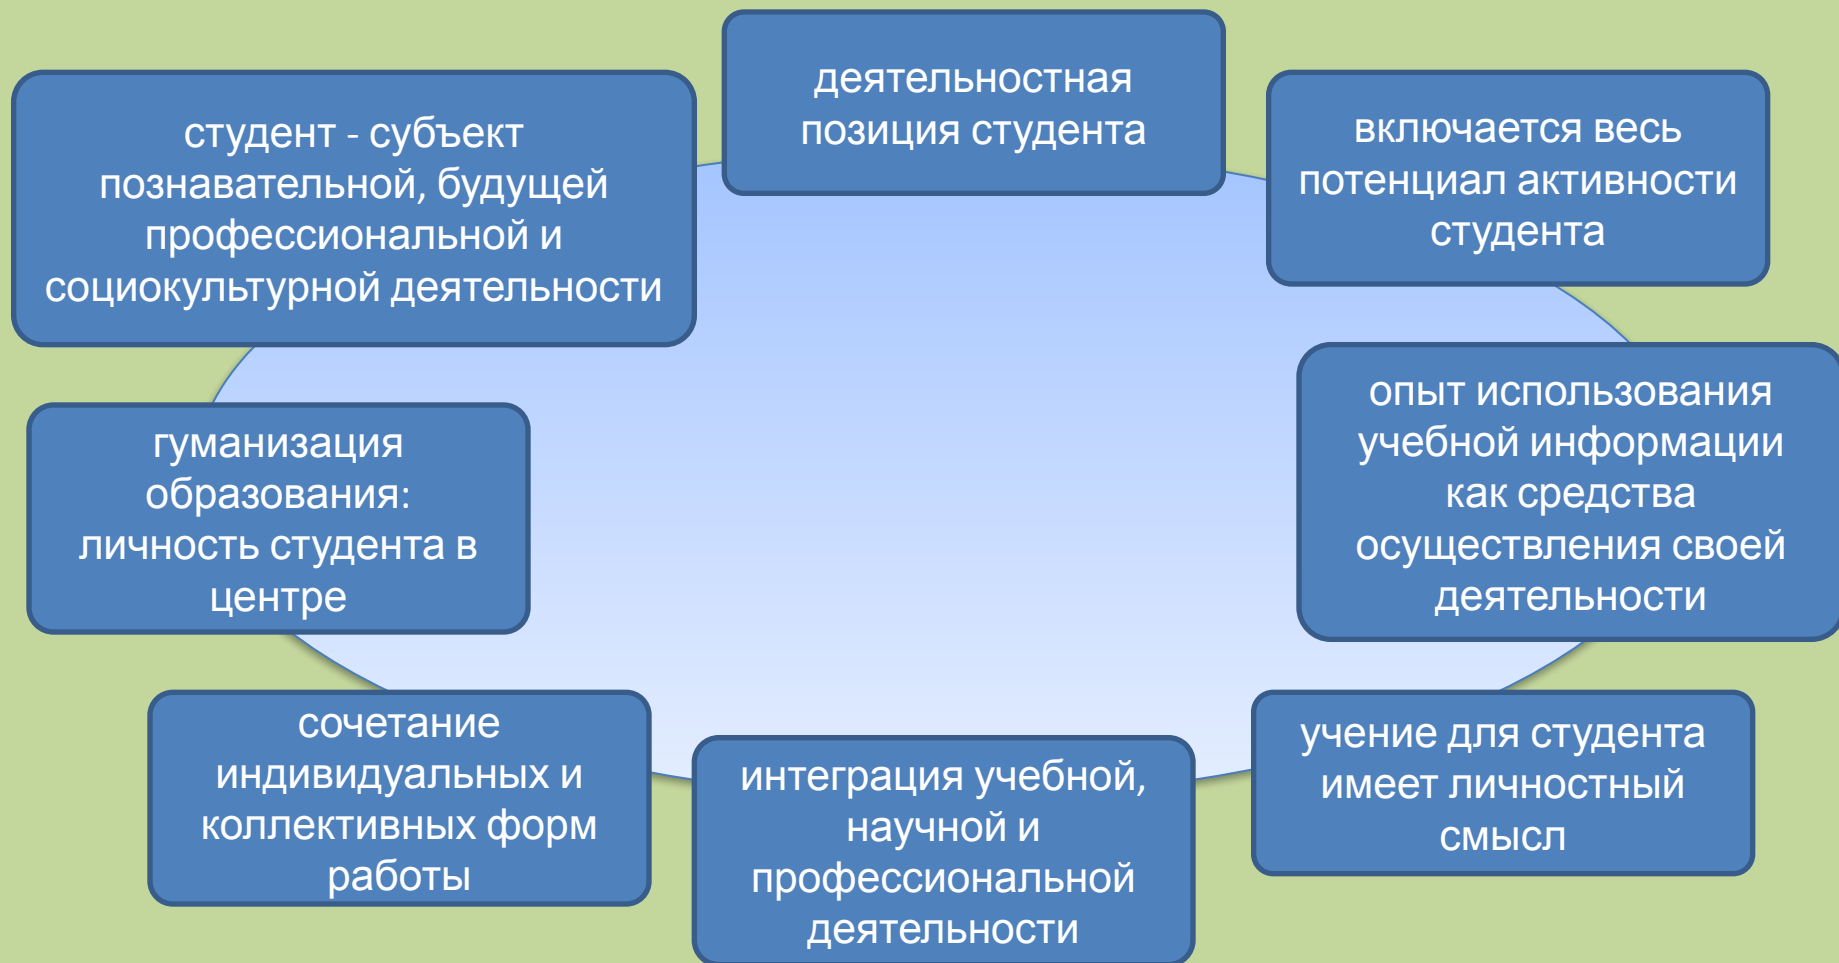 деятельностная
позиция студента
студент - субъект
познавательной, будущей
профессиональной и
социокультурной деятельности
включается весь
потенциал активности
студента
гуманизация
образования:
личность студента в
центре
опыт использования
учебной информации
как средства
осуществления своей
деятельности
сочетание
индивидуальных и
коллективных форм
работы
интеграция учебной,
научной и
профессиональной
деятельности
учение для студента
имеет личностный
смысл